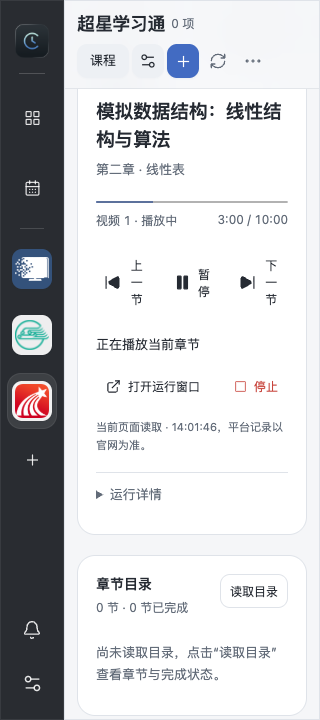 超星学习通 0 项
课程
模拟数据结构：线性结
构与算法
第二章 · 线性表
视频 1 · 播放中 3:00 / 10:00
上一节
暂停
下一节
正在播放当前章节
打开运行窗口 停止
当前页面读取 · 14:01:46，平台记录以
官网为准。
运行详情
章节目录
0 节 · 0 节已完成
读取目录
尚未读取目录，点击“读取目录”
查看章节与完成状态。